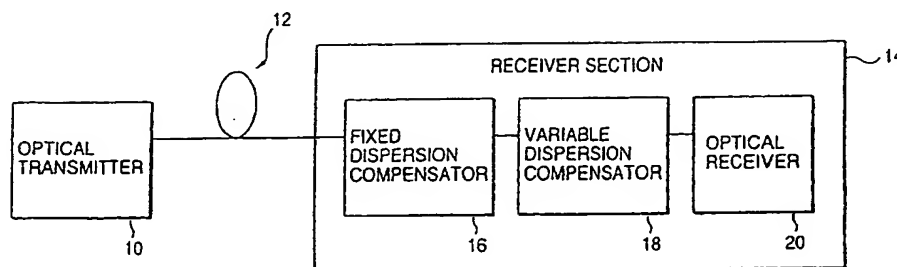 12
14
RECEIVER SECTION
OPTICAL
TRANSMITTER
FIXED
DISPERSION
COMPENSATOR
VARIABLE
DISPERSION
COMPENSATOR
OPTICAL
RECEIVER
10
16
18
20